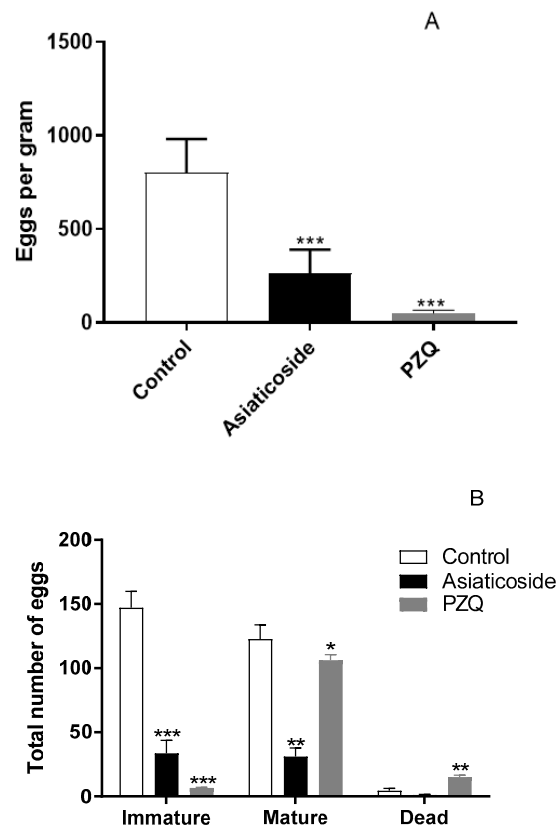 A
1500
1000
500
0
Eggs per gram
***
***
Control
Asiaticoside
PZQ
B
200
150
100
50
0
Total number of eggs
Control
Asiaticoside
PZQ
***
***
**
*
**
Immature
Mature
Dead